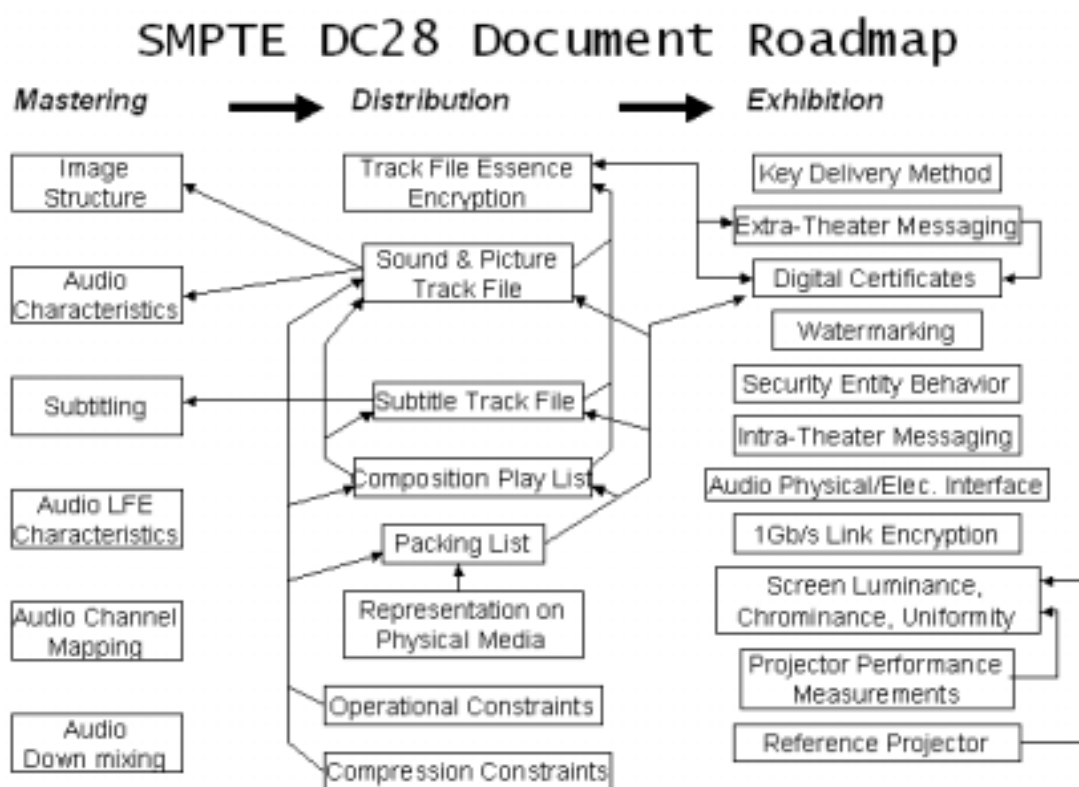 SMPTE DC28 Document Roadmap
Mastering
Distribution
Exhibition
Image
Structure
Audio
Characteristics
Subtitling
Audio LFE
Characteristics
Audio Channel
Mapping
Audio
Down mixing
Track File Essence
Encryption
Sound & Picture
Track File
Subtitle Track File
Composition Play List
Packing List
Representation on
Physical Media
Operational Constraints
Compression Constraints
Key Delivery Method
Extra-Theater Messaging
Digital Certificates
Watermarking
Security Entity Behavior
Intra-Theater Messaging
Audio Physical/Elec. Interface
1Gb/s Link Encryption
Screen Luminance,
Chrominance, Uniformity
Projector Performance
Measurements
Reference Projector